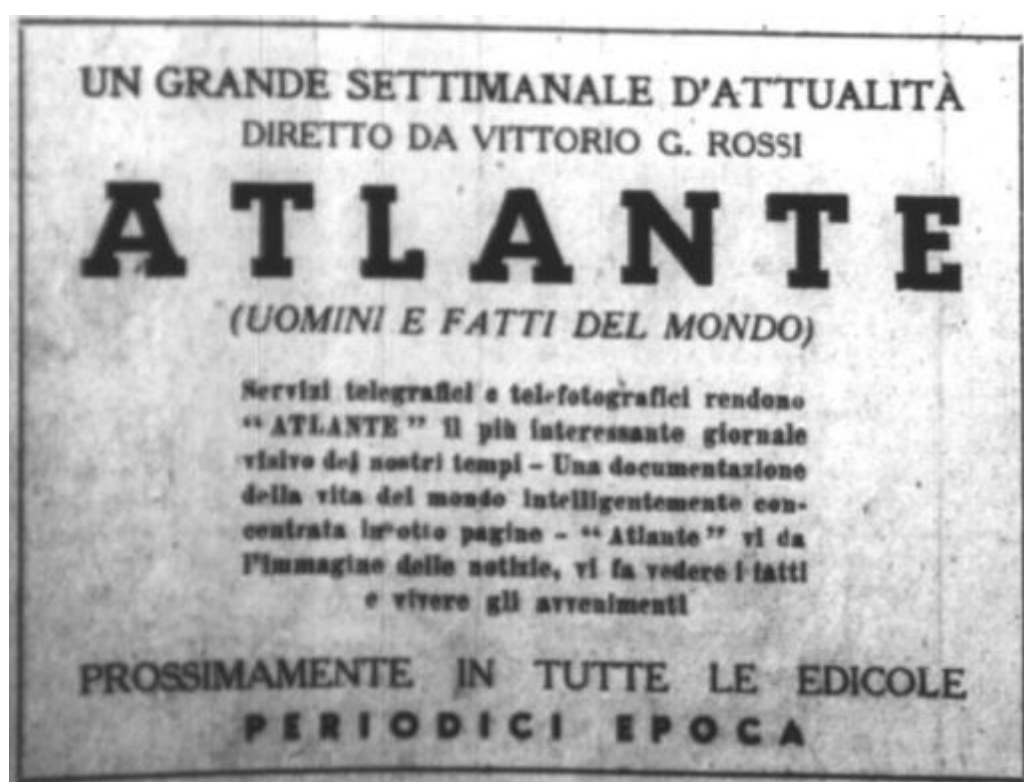 UN GRANDE SETTIMANALE D'ATTUALITÀ
DIRETTO DA VITTORIO G. ROSSI
ATLANTE
(UOMINI E FATTI DEL MONDO)
Servizi telegrafici e telefotografici rendono
“ATLANTE” il più interessante giornale
visivo dei nostri tempi - Una documentazione
della vita del mondo intelligentemente con-
centrata in otto pagine - “Atlante” vi da
l'immagine delle notizie, vi fa vedere i fatti
e vivere gli avvenimenti
PROSSIMAMENTE IN TUTTE LE EDICOLE
PERIODICI EPOCA